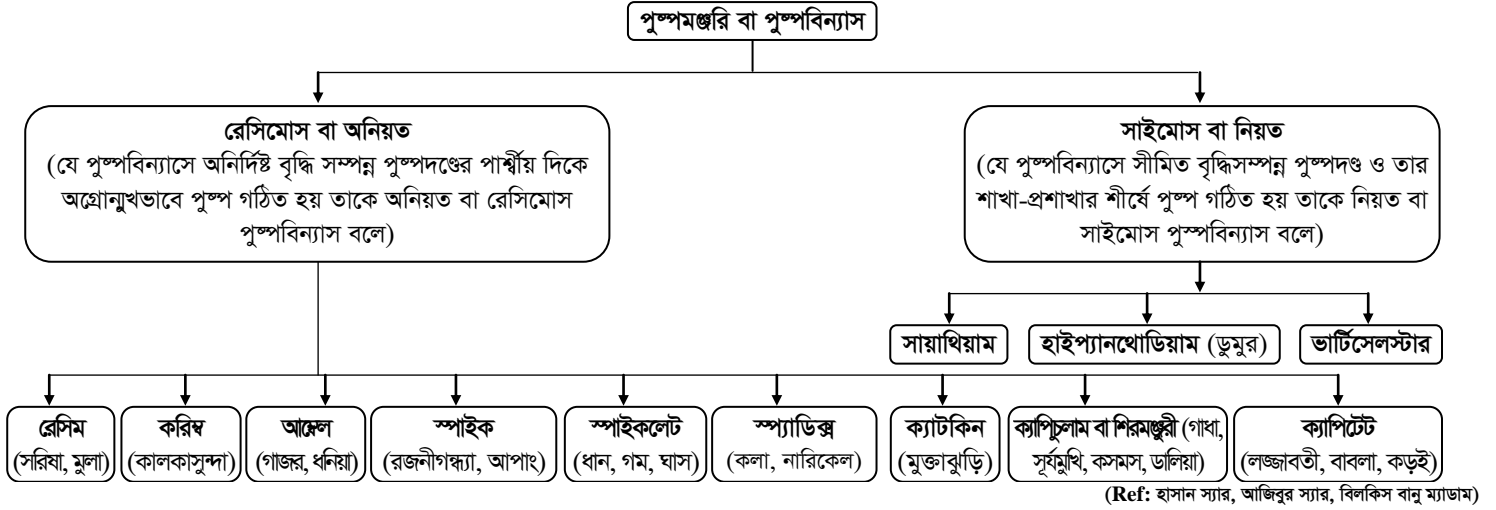 পুষ্পমঞ্জরি বা পুষ্পবিন্যাস
রেসিমোস বা অনিয়ত
(যে পুষ্পবিন্যাসে অনির্দিষ্ট বৃদ্ধি সম্পন্ন পুষ্পদণ্ডের পার্শ্বীয় দিকে
অগ্রোন্মুখভাবে পুষ্প গঠিত হয় তাকে অনিয়ত বা রেসিমোস
পুষ্পবিন্যাস বলে)
সাইমোস বা নিয়ত
(যে পুষ্পবিন্যাসে সীমিত বৃদ্ধিসম্পন্ন পুষ্পদণ্ড ও তার
শাখা-প্রশাখার শীর্ষে পুষ্প গঠিত হয় তাকে নিয়ত বা
সাইমোস পুস্পবিন্যাস বলে)
সায়াথিয়াম
হাইপ্যানথোডিয়াম (ডুমুর)
ভার্টিসেলস্টার
রেসিম
(সরিষা, মুলা)
করিম্ব
(কালকাসুন্দা)
আম্বেল
(গাজর, ধনিয়া)
স্পাইক
(রজনীগন্ধ্যা, আপাং)
স্পাইকলেট
(ধান, গম, ঘাস)
স্প্যাডিক্স
(কলা, নারিকেল)
ক্যাটকিন
(মুক্তাঝুড়ি)
ক্যাপিচুলাম বা শিরমঞ্জুরী (গাধা,
সূর্যমুখি, কসমস, ডালিয়া)
ক্যাপিটেট
(লজ্জাবতী, বাবলা, কড়ই)
(Ref: হাসান স্যার, আজিবুর স্যার, বিলকিস বানু ম্যাডাম)